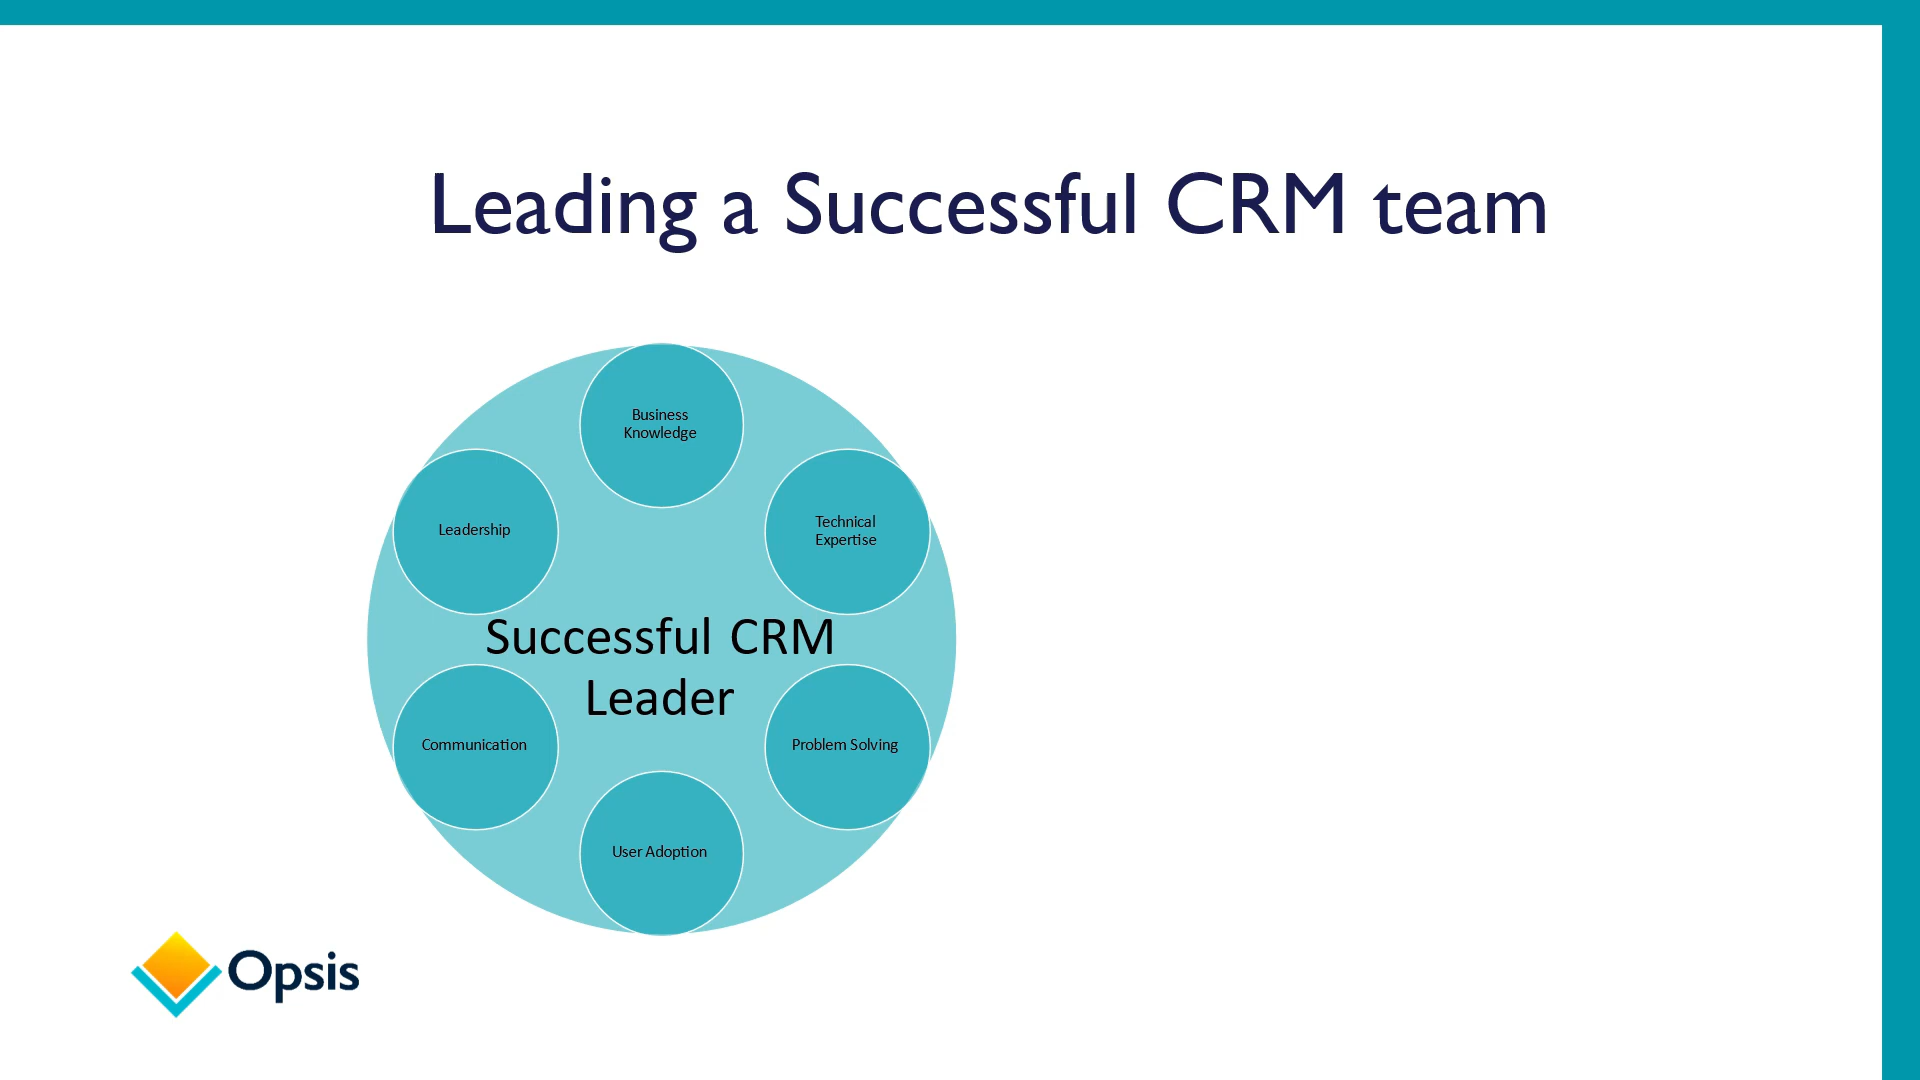 Leading a Successful CRM team
Business
Knowledge
Leadership
Technical
Expertise
Successful CRM
Leader
Communication
Problem Solving
User Adoption
Opsis